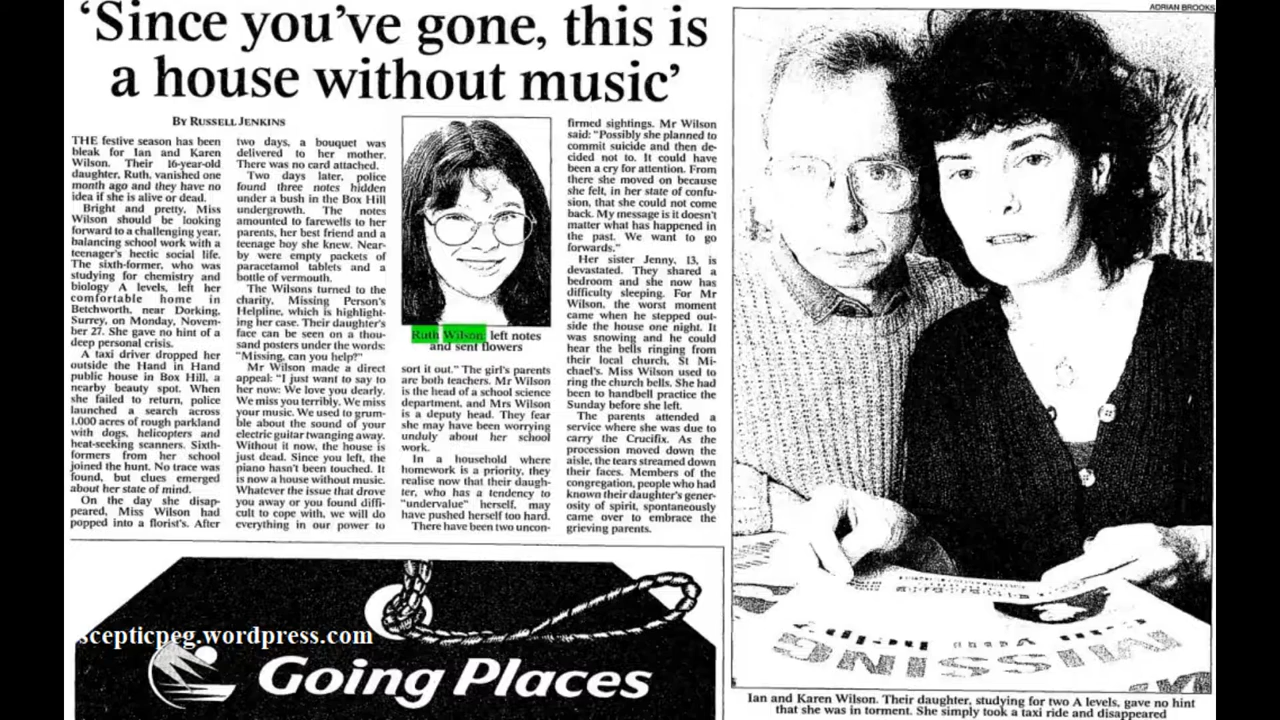 'Since you've gone, this is
a house without music'
BY RUSSELL JENKINS
THE festive season has been
bleak for Ian and Karen
Wilson. Their 16-year-old
daughter, Ruth, vanished one
month ago and they have no
idea if she is alive or dead.
Bright and pretty, Miss
Wilson should be looking
forward to a challenging year,
balancing school work with a
teenager's hectic social life.
The sixth-former, who was
studying for chemistry and
biology A levels, left her
comfortable home in
Betchworth, near Dorking,
Surrey, on Monday, Novem-
ber 27. She gave no hint of a
deep personal crisis.
A taxi driver dropped her
outside the Hand in Hand
public house in Box Hill, a
nearby beauty spot. When
she failed to return, police
launched a search across
1,000 acres of rough parkland
with dogs, helicopters and
heat-seeking scanners. Sixth-
formers from her school
joined the hunt. No trace was
found, but clues emerged
about her state of mind.
On the day she disap-
peared, Miss Wilson had
popped into a florist's. After
two days, a bouquet was
delivered to her mother.
There was no card attached.
Two days later, police
found three notes hidden
under a bush in the Box Hill
undergrowth. The notes
amounted to farewells to her
parents, her best friend and a
teenage boy she knew. Near-
by were empty packets of
paracetamol tablets and a
bottle of vermouth.
The Wilsons turned to the
charity, Missing Person's
Helpline, which is highlight-
ing her case. Their daughter's
face can be seen on a thou-
sand posters under the words:
"Missing, can you help?"
Mr Wilson made a direct
appeal: "I just want to say to
her now: We love you dearly.
We miss you terribly. We miss
your music. We used to grum-
ble about the sound of your
electric guitar twanging away.
Without it now, the house is
just dead. Since you left, the
piano hasn't been touched. It
is now a house without music.
Whatever the issue that drove
you away or you found diffi-
cult to cope with, we will do
everything in our power to
Ruth Wilson: left notes
and sent flowers
sort it out." The girl's parents
are both teachers. Mr Wilson
is the head of a school science
department, and Mrs Wilson
is a deputy head. They fear
she may have been worrying
unduly about her school
work.
In a household where
homework is a priority, they
realise now that their daugh-
ter, who has a tendency to
"undervalue" herself, may
have pushed herself too hard.
There have been two uncon-
firmed sightings. Mr Wilson
said: "Possibly she planned to
commit suicide and then de-
cided not to. It could have
been a cry for attention. From
there she moved on because
she felt, in her state of confu-
sion, that she could not come
back. My message is it doesn't
matter what has happened in
the past. We want to go
forwards."
Her sister Jenny, 13, is
devastated. They shared a
bedroom and she now has
difficulty sleeping. For Mr
Wilson, the worst moment
came when he stepped out-
side the house one night. It
was snowing and he could
hear the bells ringing from
their local church, St Mi-
chael's. Miss Wilson used to
ring the church bells. She had
been to handbell practice the
Sunday before she left.
The parents attended a
service where she was due to
carry the Crucifix. As the
procession moved down the
aisle, the tears streamed down
their faces. Members of the
congregation, people who had
known their daughter's gener-
osity of spirit, spontaneously
came over to embrace the
grieving parents.
ADRIAN BROOKS
MISSING
Ian and Karen Wilson. Their daughter, studying for two A levels, gave no hint
that she was in torment. She simply took a taxi ride and disappeared
scepticpeg.wordpress.com
Going Places